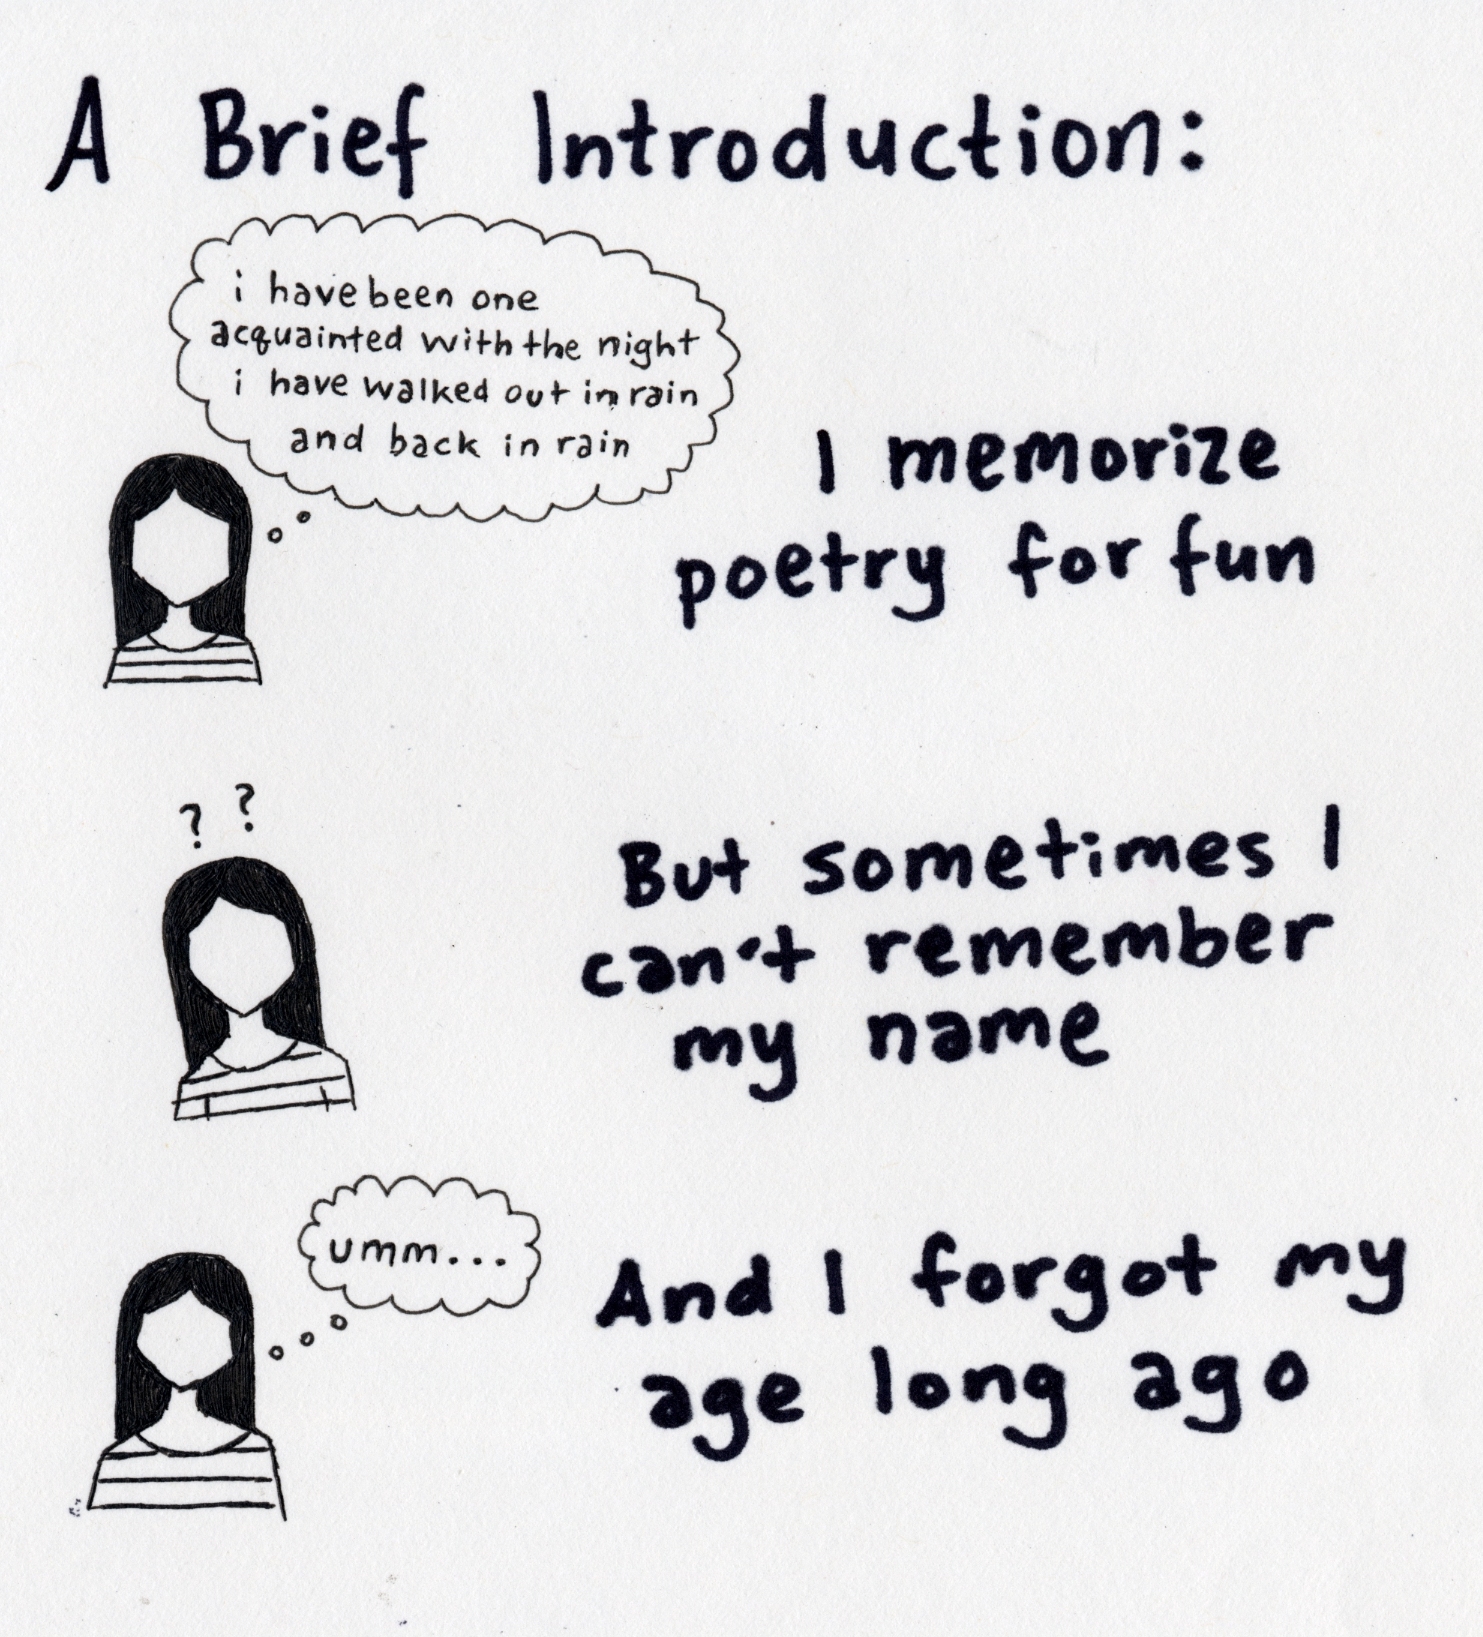 A Brief Introduction:
i have been one
acquainted with the night
i have walked out in rain
and back in rain
I memorize
poetry for fun
? ?
But sometimes I
can't remember
my name
umm...
And I forgot my
age long ago